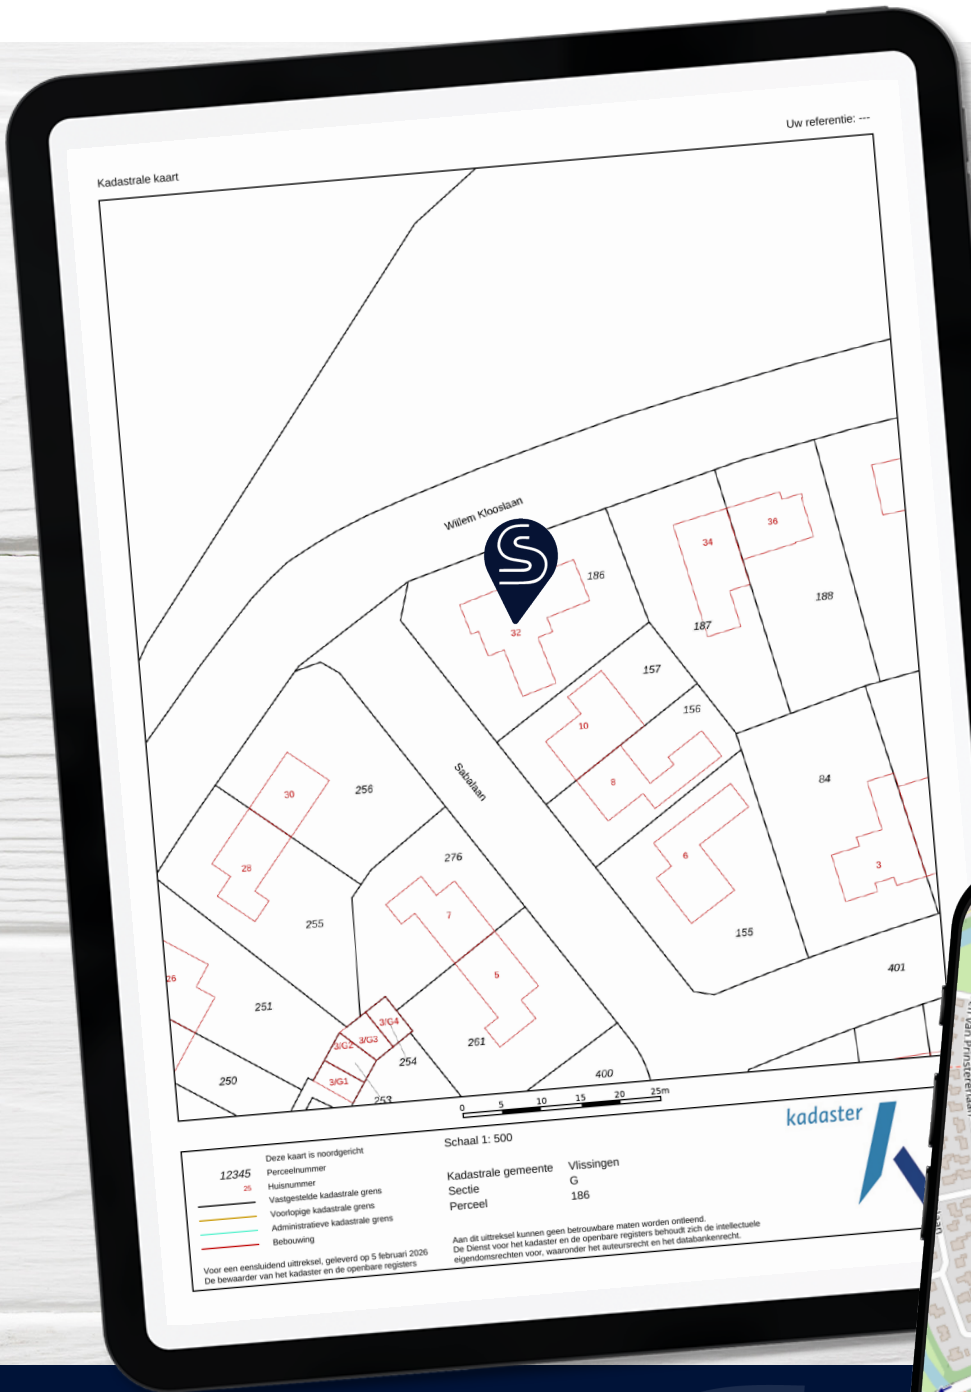 Uw referentie: ---
Kadastrale kaart
Willem Klooslaan
S
36
34
186
188
32
187
157
156
10
84
8
Sabalaan
30
256
6
3
276
28
7
255
155
5
401
26
251
3/G4
3/G3
3/G2
261
254
400
250
3/G1
253
0 5 10 15 20 25m
kadaster
Schaal 1: 500
Deze kaart is noordgericht
12345 Perceelnummer
25 Huisnummer
Vastgestelde kadastrale grens
Voorlopige kadastrale grens
Administratieve kadastrale grens
Bebouwing
Kadastrale gemeente Vlissingen
Sectie G
Perceel 186
Voor een eensluidend uittreksel, geleverd op 5 februari 2026
De bewaarder van het kadaster en de openbare registers
Aan dit uittreksel kunnen geen betrouwbare maten worden ontleend.
De Dienst voor het kadaster en de openbare registers behoudt zich de intellectuele
eigendomsrechten voor, waaronder het auteursrecht en het databankenrecht.